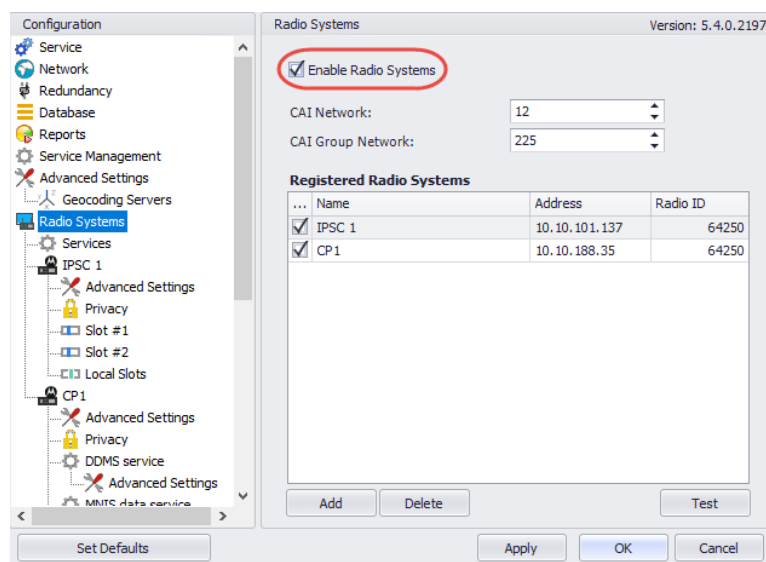 Configuration
Service
Network
Redundancy
Database
Reports
Service Management
Advanced Settings
Geocoding Servers
Radio Systems
Services
IPSC 1
Advanced Settings
Privacy
Slot #1
Slot #2
Local Slots
CP1
Advanced Settings
Privacy
DDMS service
Advanced Settings
MNIS data service
Set Defaults
Radio Systems Version: 5.4.0.2197
Enable Radio Systems
CAI Network: 12
CAI Group Network: 225
Registered Radio Systems
... Name Address Radio ID
IPSC 1 10.10.101.137 64250
CP1 10.10.188.35 64250
Add Delete Test
Apply OK Cancel